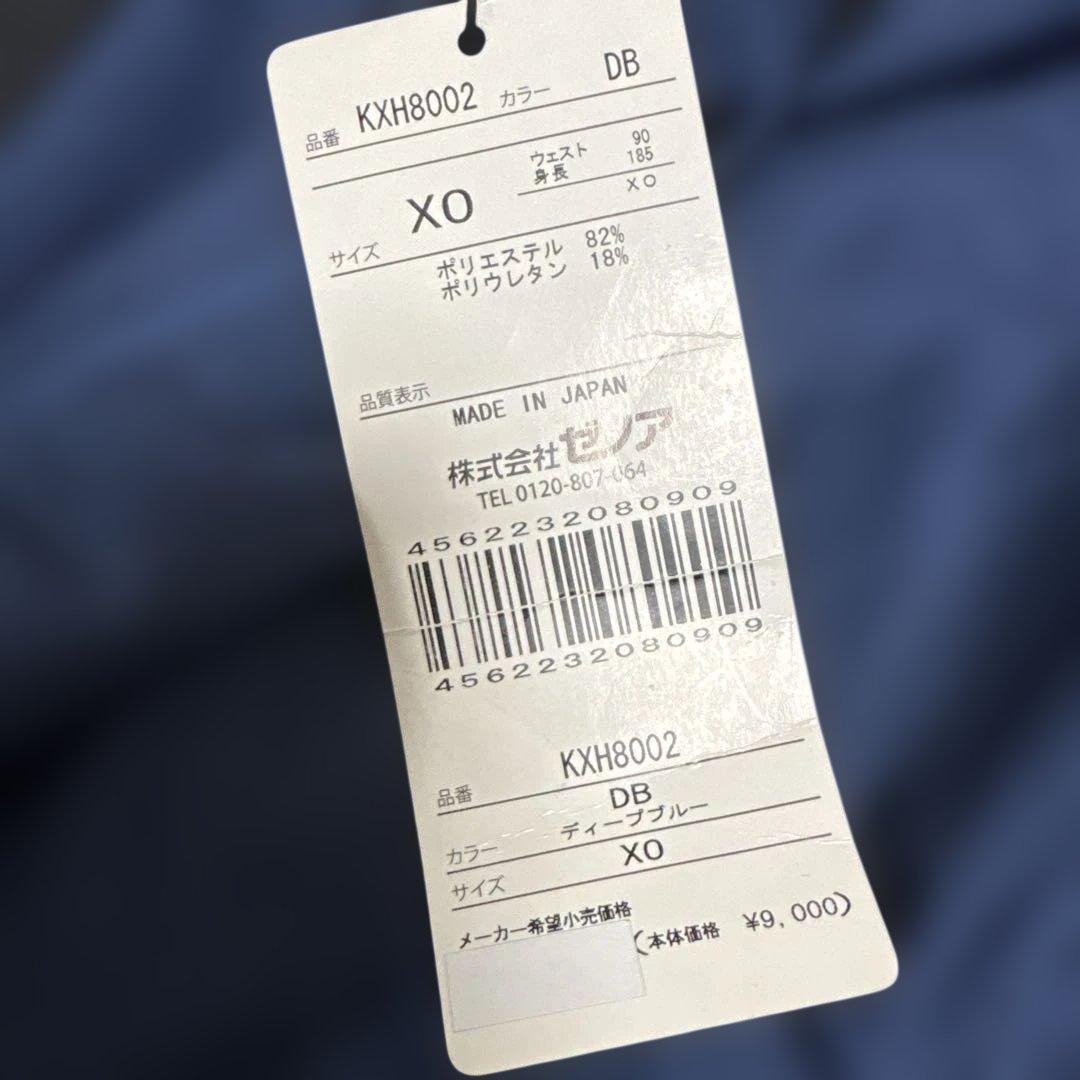 品番 KXH8002 カラー DB
ウェスト 90
身長 185
XO
サイズ XO
ポリエステル 82%
ポリウレタン 18%
品質表示
MADE IN JAPAN
株式会社ゼノア
TEL 0120-807-064
4562232080909
4562232080909
品番 KXH8002
DB
カラー ディープブルー
サイズ XO
メーカー希望小売価格
(本体価格 ¥9,000)